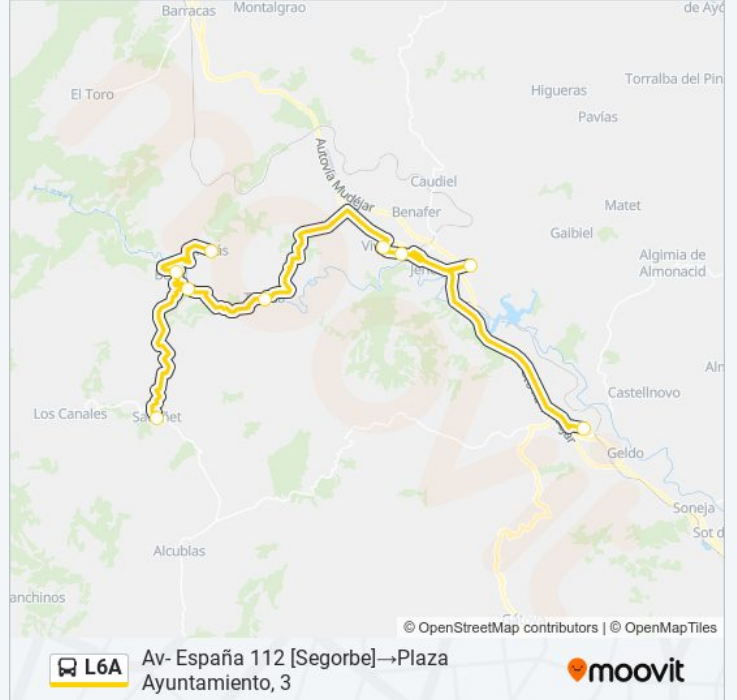 Barracas
Montalgrao
de Ayó
El Toro
Torralba del Pin
Higueras
Pavías
Autovía Mudéjar
Caudiel
Benafer
Matet
Gaibiel
Algimia de
Almonacid
Castellnovo
Los Canales
Geldo
Soneja
Sot d
Alcublas
anchinos
© OpenStreetMap contributors | © OpenMapTiles
L6A
Av- España 112 [Segorbe]→Plaza
Ayuntamiento, 3
moovit